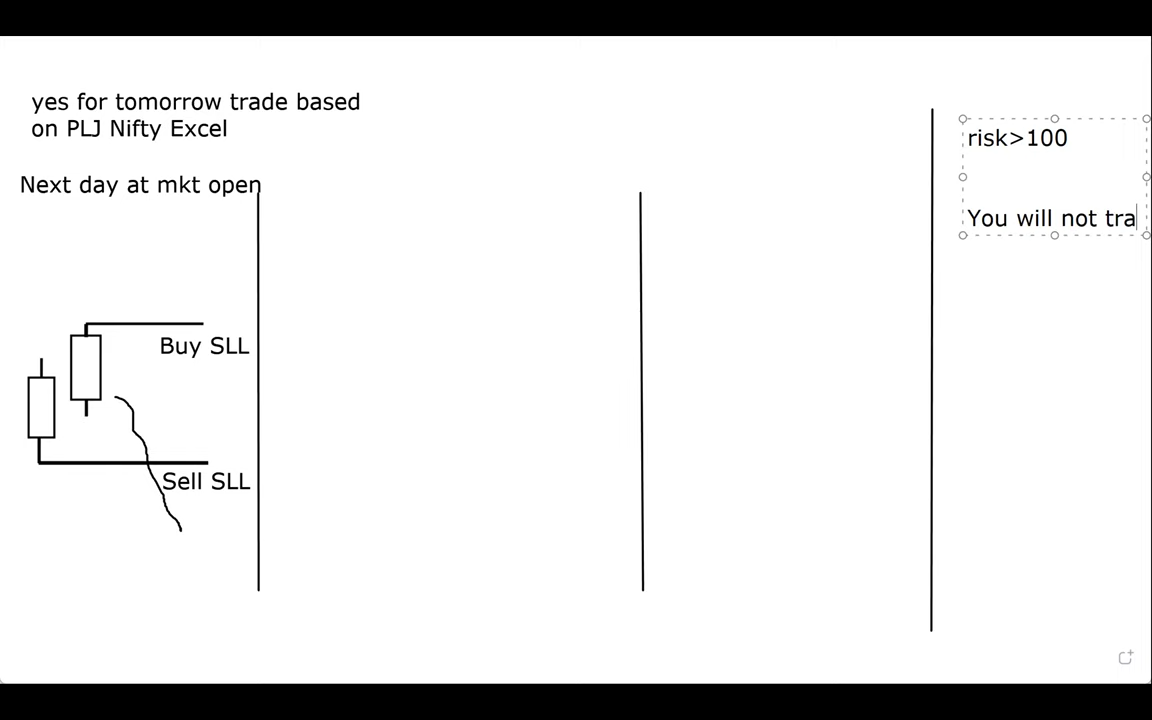 yes for tomorrow trade based
on PLJ Nifty Excel
Next day at mkt open
Buy SLL
Sell SLL
risk>100
You will not tra